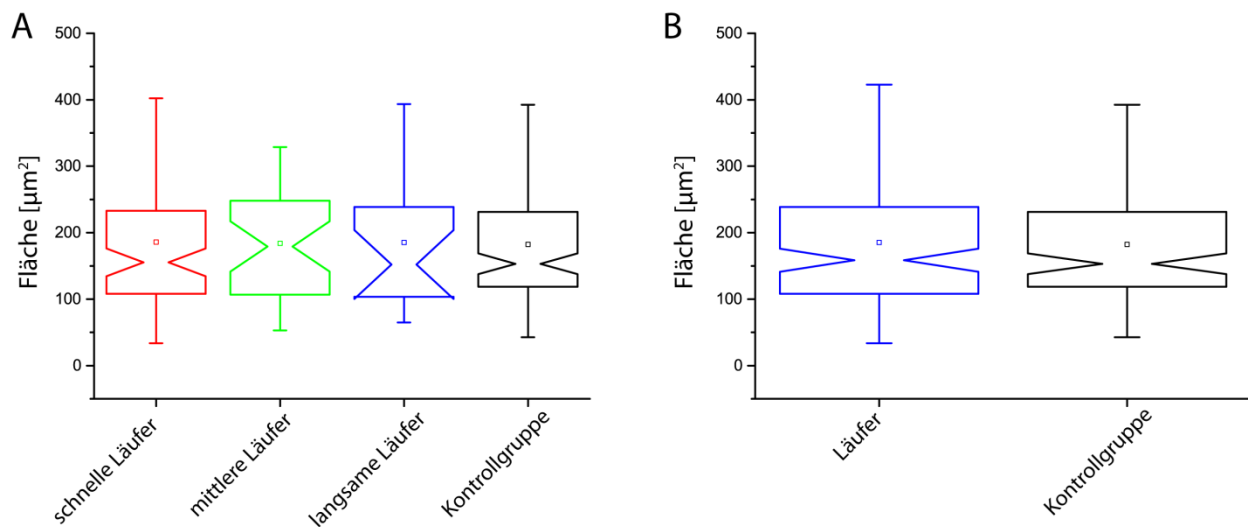 A
Fläche [µm²]
500
400
300
200
100
0
schnelle Läufer
mittlere Läufer
langsame Läufer
Kontrollgruppe
B
Fläche [µm²]
500
400
300
200
100
0
Läufer
Kontrollgruppe